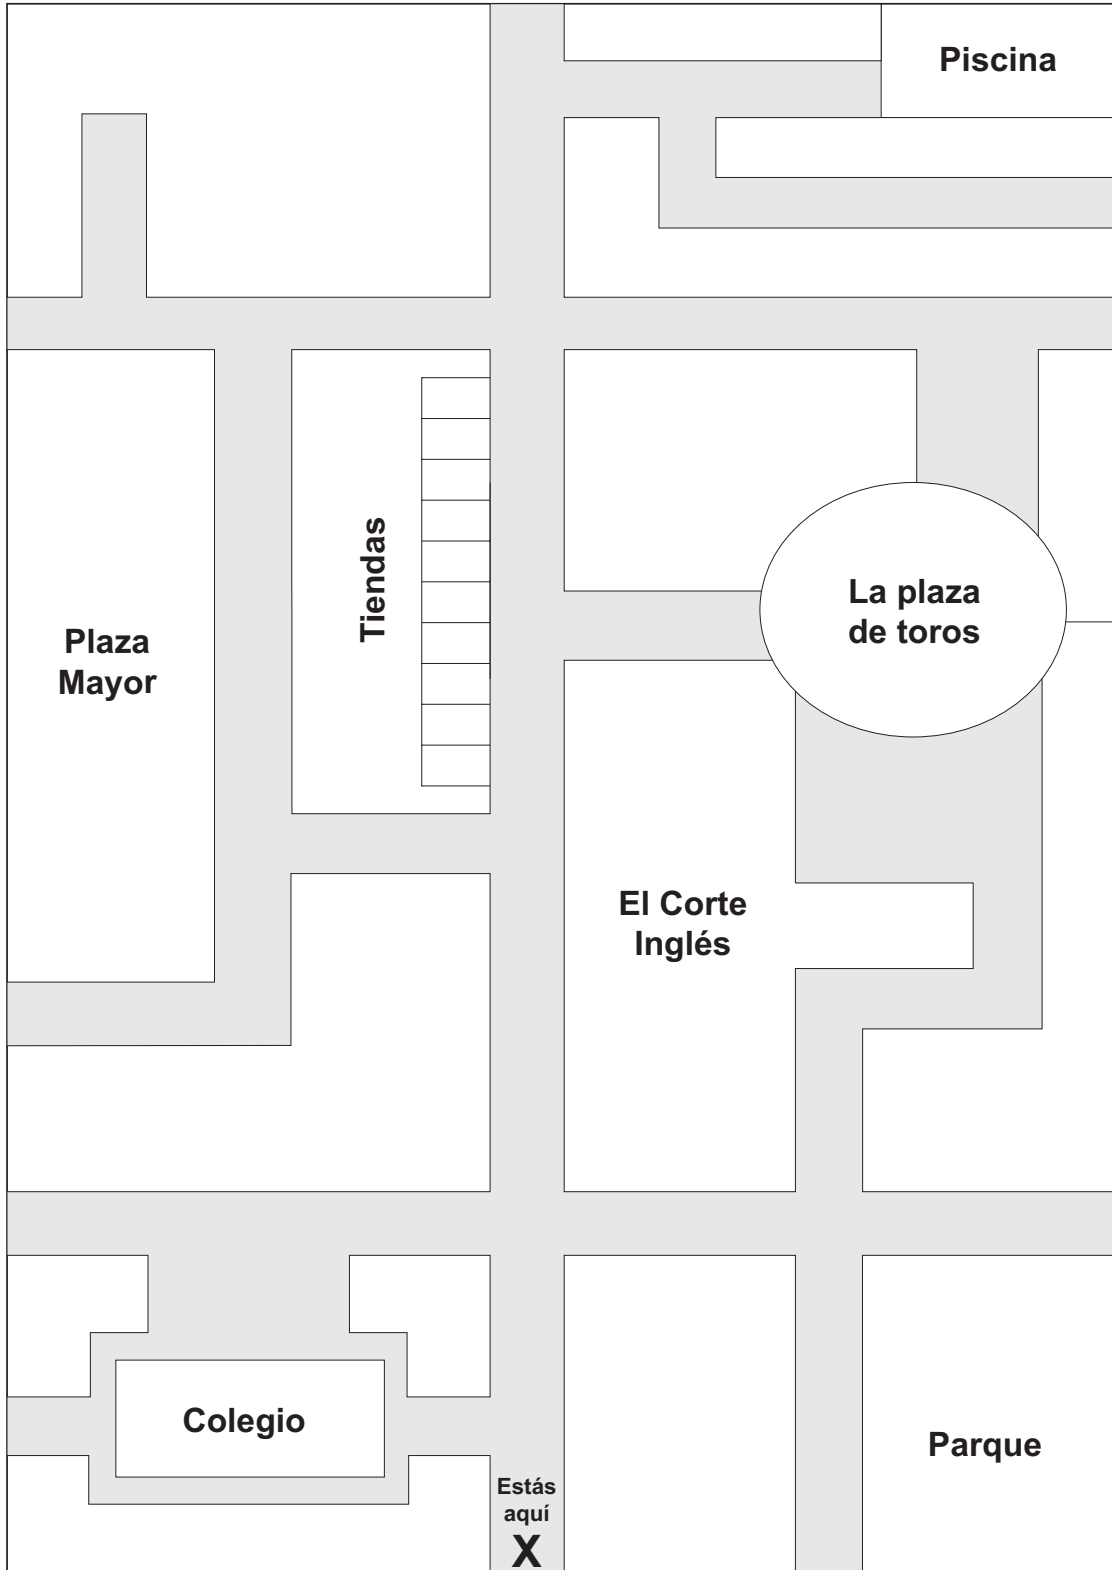 Piscina
Tiendas
La plaza
de toros
Plaza
Mayor
El Corte
Inglés
Colegio
Parque
Estás
aquí
X